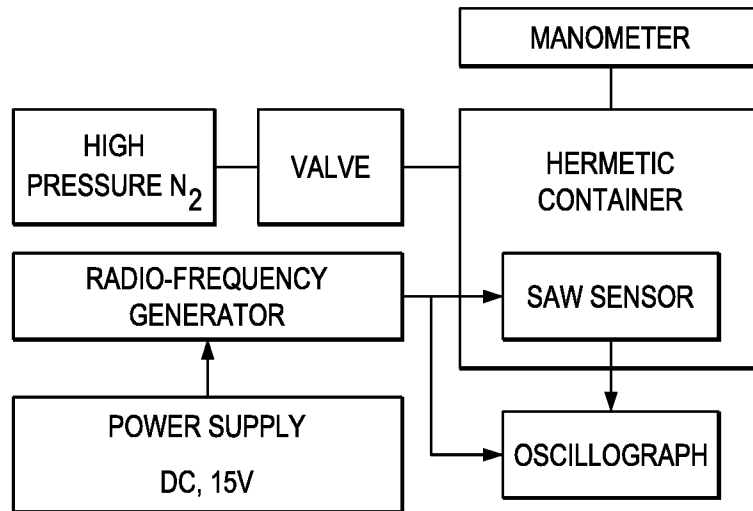 MANOMETER
HIGH
PRESSURE N2
VALVE
HERMETIC
CONTAINER
RADIO-FREQUENCY
GENERATOR
SAW SENSOR
POWER SUPPLY
DC, 15V
OSCILLOGRAPH